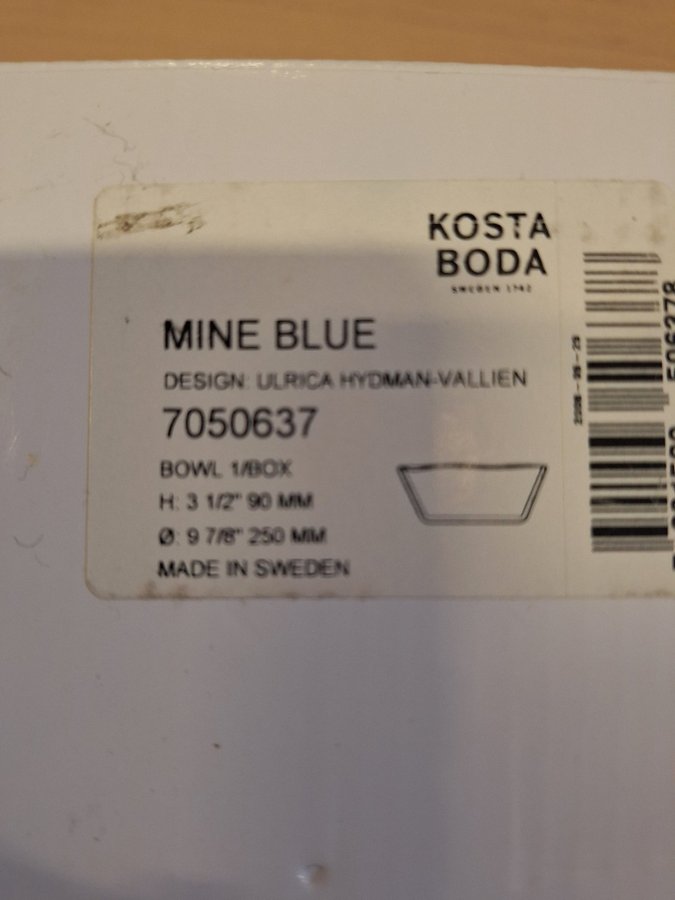 KOSTA
BODA
SWEDEN 1742
MINE BLUE
DESIGN: ULRICA HYDMAN-VALLIEN
7050637
BOWL 1/BOX
H: 3 1/2" 90 MM
Ø: 9 7/8" 250 MM
MADE IN SWEDEN